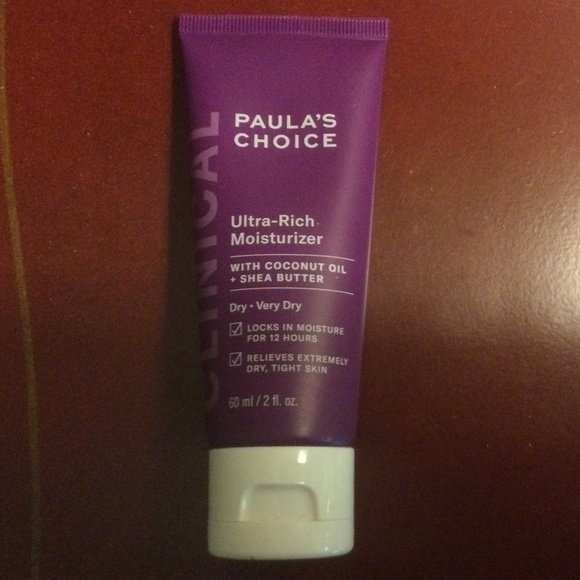 CLINICAL
PAULA'S
CHOICE
Ultra-Rich
Moisturizer
WITH COCONUT OIL
+ SHEA BUTTER
Dry • Very Dry
LOCKS IN MOISTURE
FOR 12 HOURS
RELIEVES EXTREMELY
DRY, TIGHT SKIN
60 ml / 2 fl. oz.